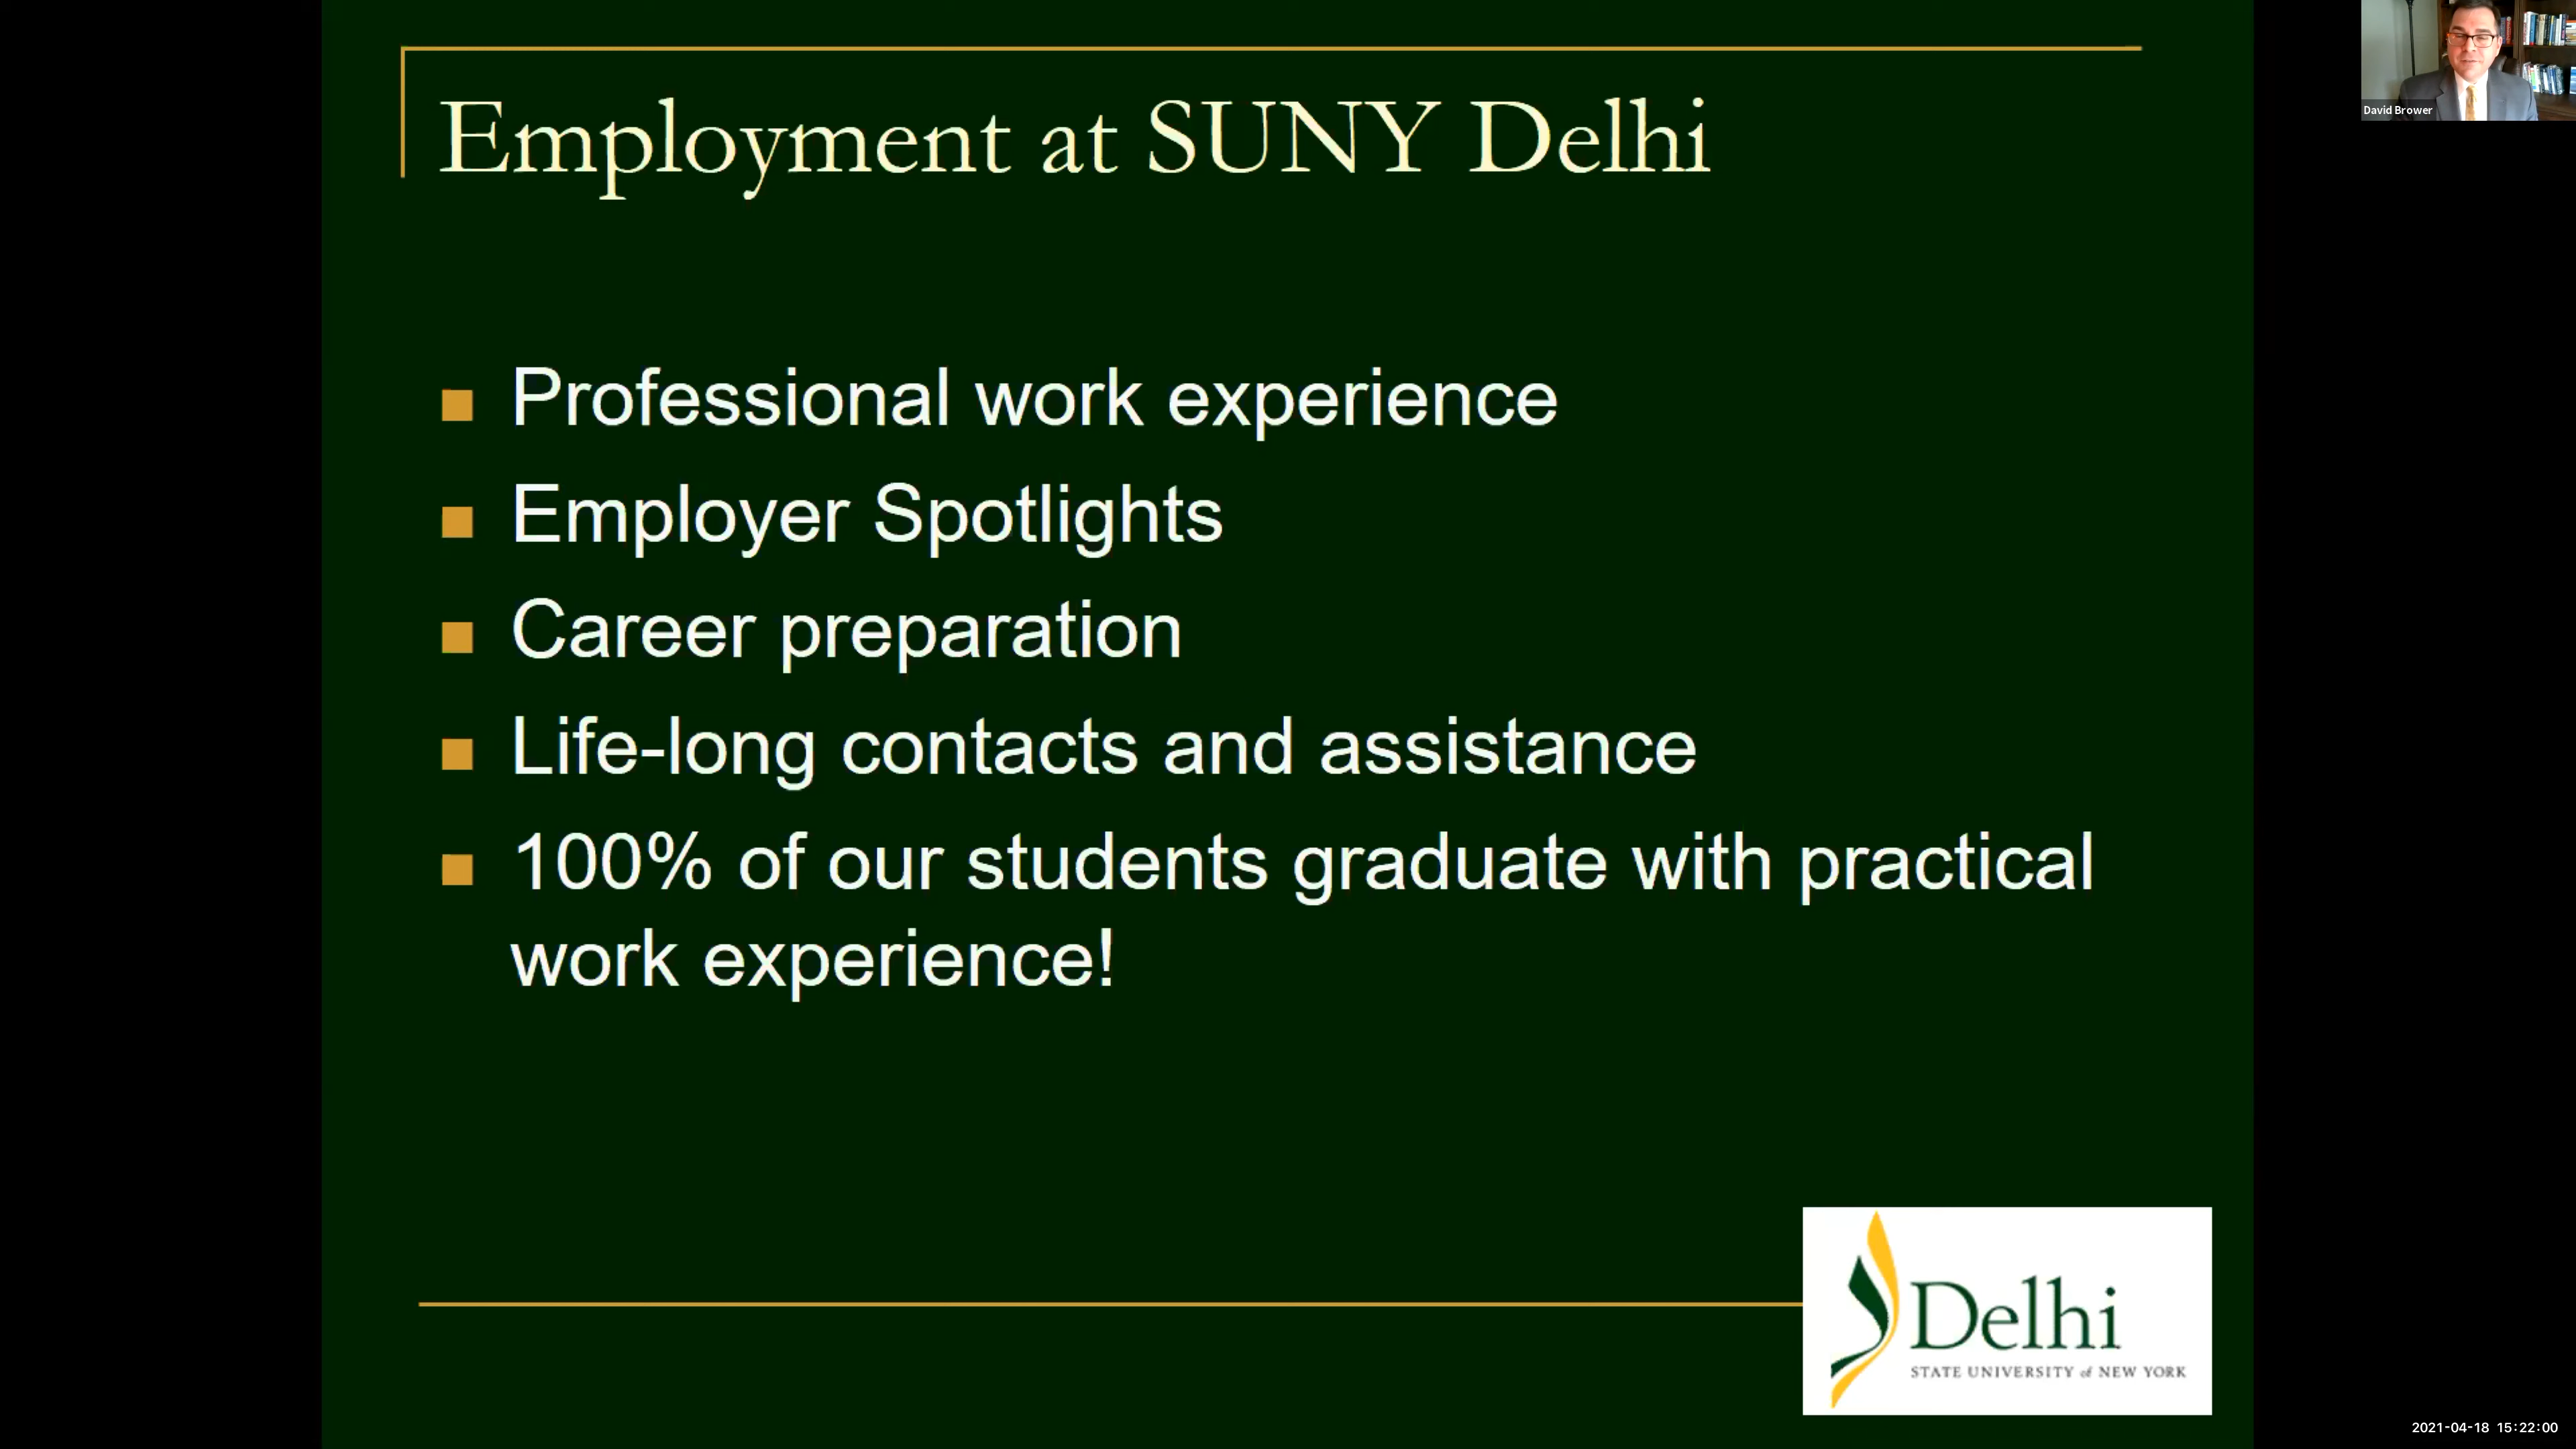 Employment at SUNY Delhi
David Brower
Professional work experience
Employer Spotlights
Career preparation
Life-long contacts and assistance
100% of our students graduate with practical
work experience!
Delhi
STATE UNIVERSITY of NEW YORK
2021-04-18 15:22:00